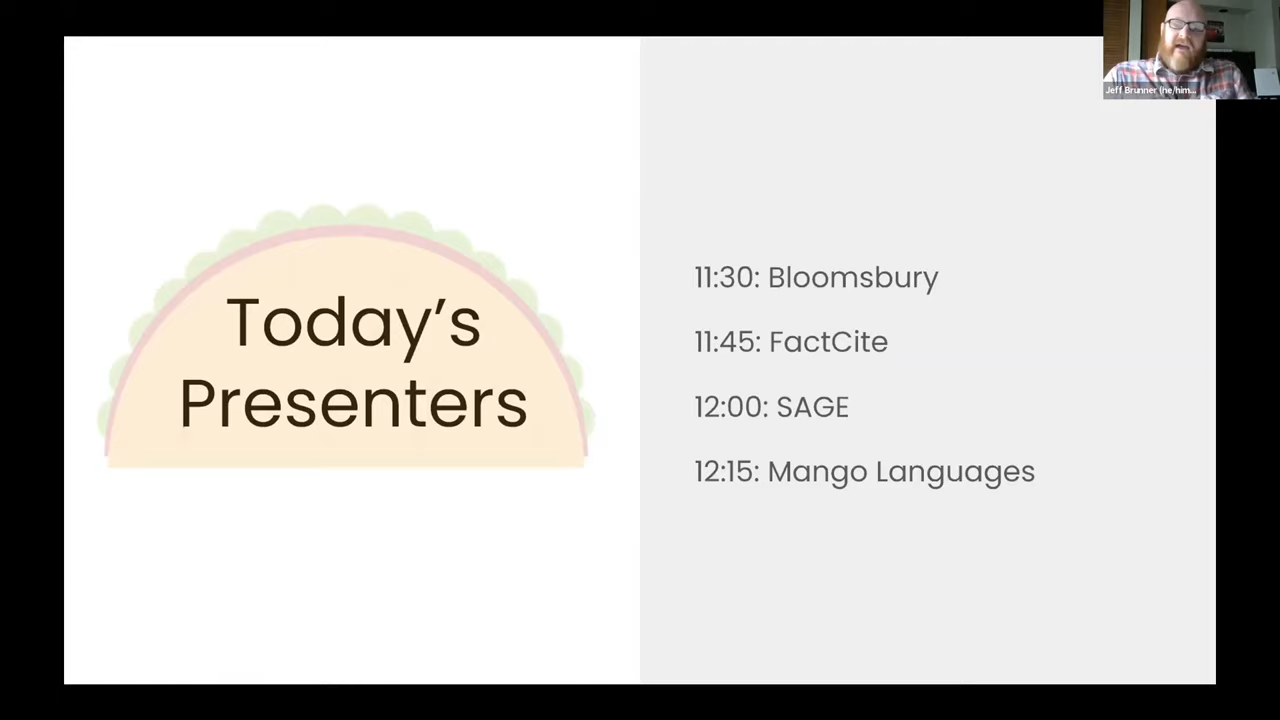 Today's
Presenters
11:30: Bloomsbury
11:45: FactCite
12:00: SAGE
12:15: Mango Languages
Jeff Brunner (he/him...